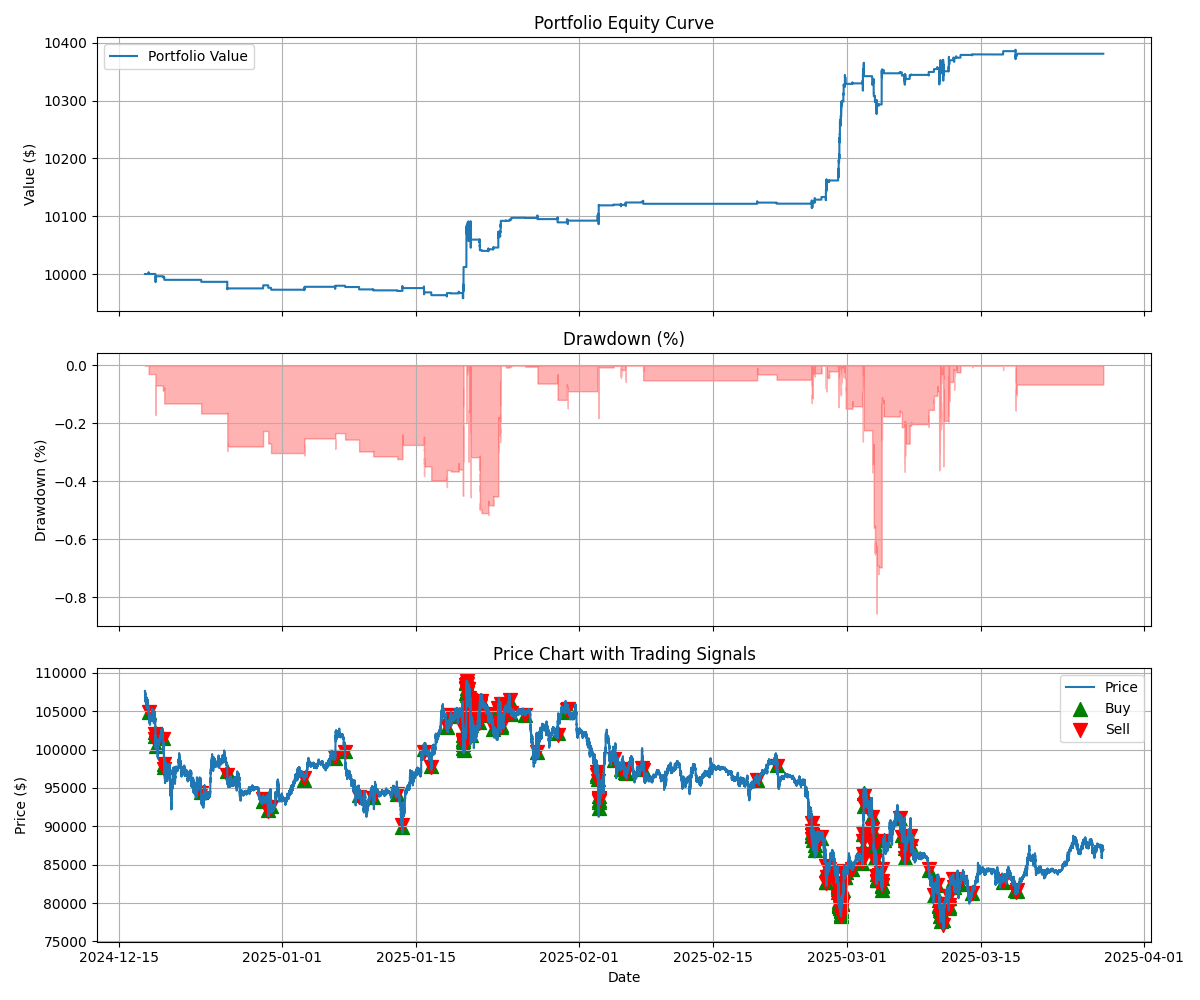 Portfolio Equity Curve
10400
10300
10200
10100
10000
Value ($)
Portfolio Value
Drawdown (%)
0.0
−0.2
−0.4
−0.6
−0.8
Drawdown (%)
Price Chart with Trading Signals
110000
105000
100000
95000
90000
85000
80000
75000
Price ($)
Price
Buy
Sell
2024-12-15
2025-01-01
2025-01-15
2025-02-01
2025-02-15
2025-03-01
2025-03-15
2025-04-01
Date